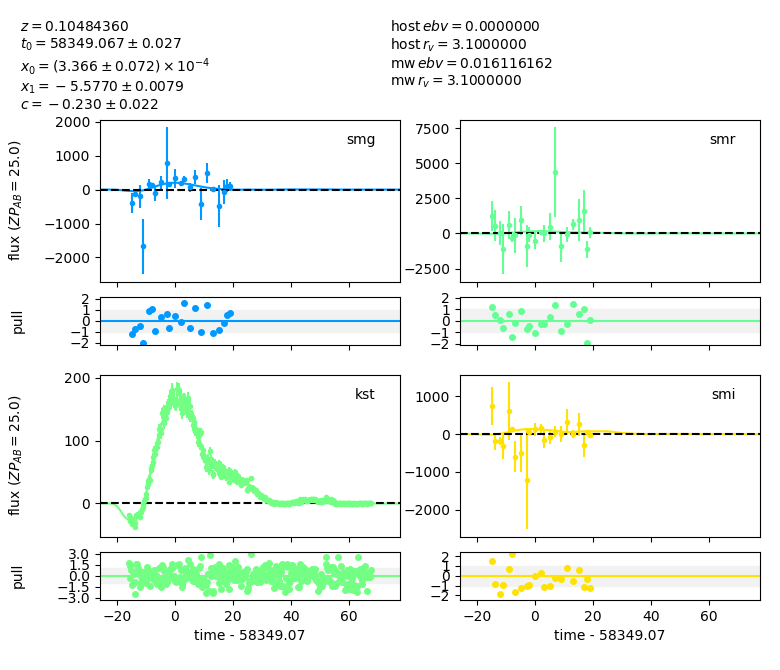 z = 0.10484360
t₀ = 58349.067 ± 0.027
x₀ = (3.366 ± 0.072) × 10⁻⁴
x₁ = −5.5770 ± 0.0079
c = −0.230 ± 0.022
host ebv = 0.0000000
host r_v = 3.1000000
mw ebv = 0.016116162
mw r_v = 3.1000000
flux (ZP_AB = 25.0)
2000
1000
0
−1000
−2000
smg
7500
5000
2500
0
−2500
smr
pull
2
1
0
−1
−2
2
1
0
−1
−2
flux (ZP_AB = 25.0)
200
100
0
kst
1000
0
−1000
−2000
smi
pull
3.0
1.5
0.0
−1.5
−3.0
2
1
0
−1
−2
−20 0 20 40 60
−20 0 20 40 60
time - 58349.07
time - 58349.07